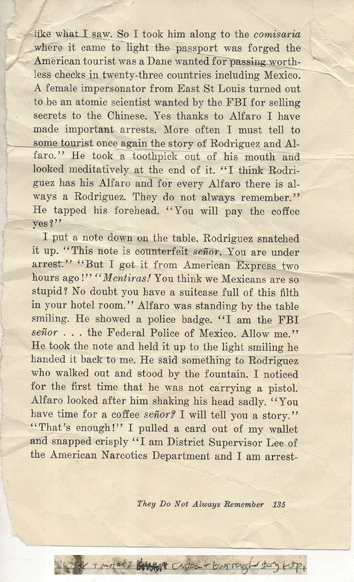 like what I saw. So I took him along to the comisaria
where it came to light the passport was forged the
American tourist was a Dane wanted for passing worth-
less checks in twenty-three countries including Mexico.
A female impersonator from East St Louis turned out
to be an atomic scientist wanted by the FBI for selling
secrets to the Chinese. Yes thanks to Alfaro I have
made important arrests. More often I must tell to
some tourist once again the story of Rodriguez and Al-
faro.” He took a toothpick out of his mouth and
looked meditatively at the end of it. “I think Rodri-
guez has his Alfaro and for every Alfaro there is al-
ways a Rodriguez. They do not always remember.”
He tapped his forehead. “You will pay the coffee
yes?”
I put a note down on the table. Rodriguez snatched
it up. “This note is counterfeit señor. You are under
arrest.” “But I got it from American Express two
hours ago!” “Mentiras! You think we Mexicans are so
stupid? No doubt you have a suitcase full of this filth
in your hotel room.” Alfaro was standing by the table
smiling. He showed a police badge. “I am the FBI
señor . . . the Federal Police of Mexico. Allow me.”
He took the note and held it up to the light smiling he
handed it back to me. He said something to Rodriguez
who walked out and stood by the fountain. I noticed
for the first time that he was not carrying a pistol.
Alfaro looked after him shaking his head sadly. “You
have time for a coffee señor? I will tell you a story.”
“That’s enough!” I pulled a card out of my wallet
and snapped crisply “I am District Supervisor Lee of
the American Narcotics Department and I am arrest-
They Do Not Always Remember 135